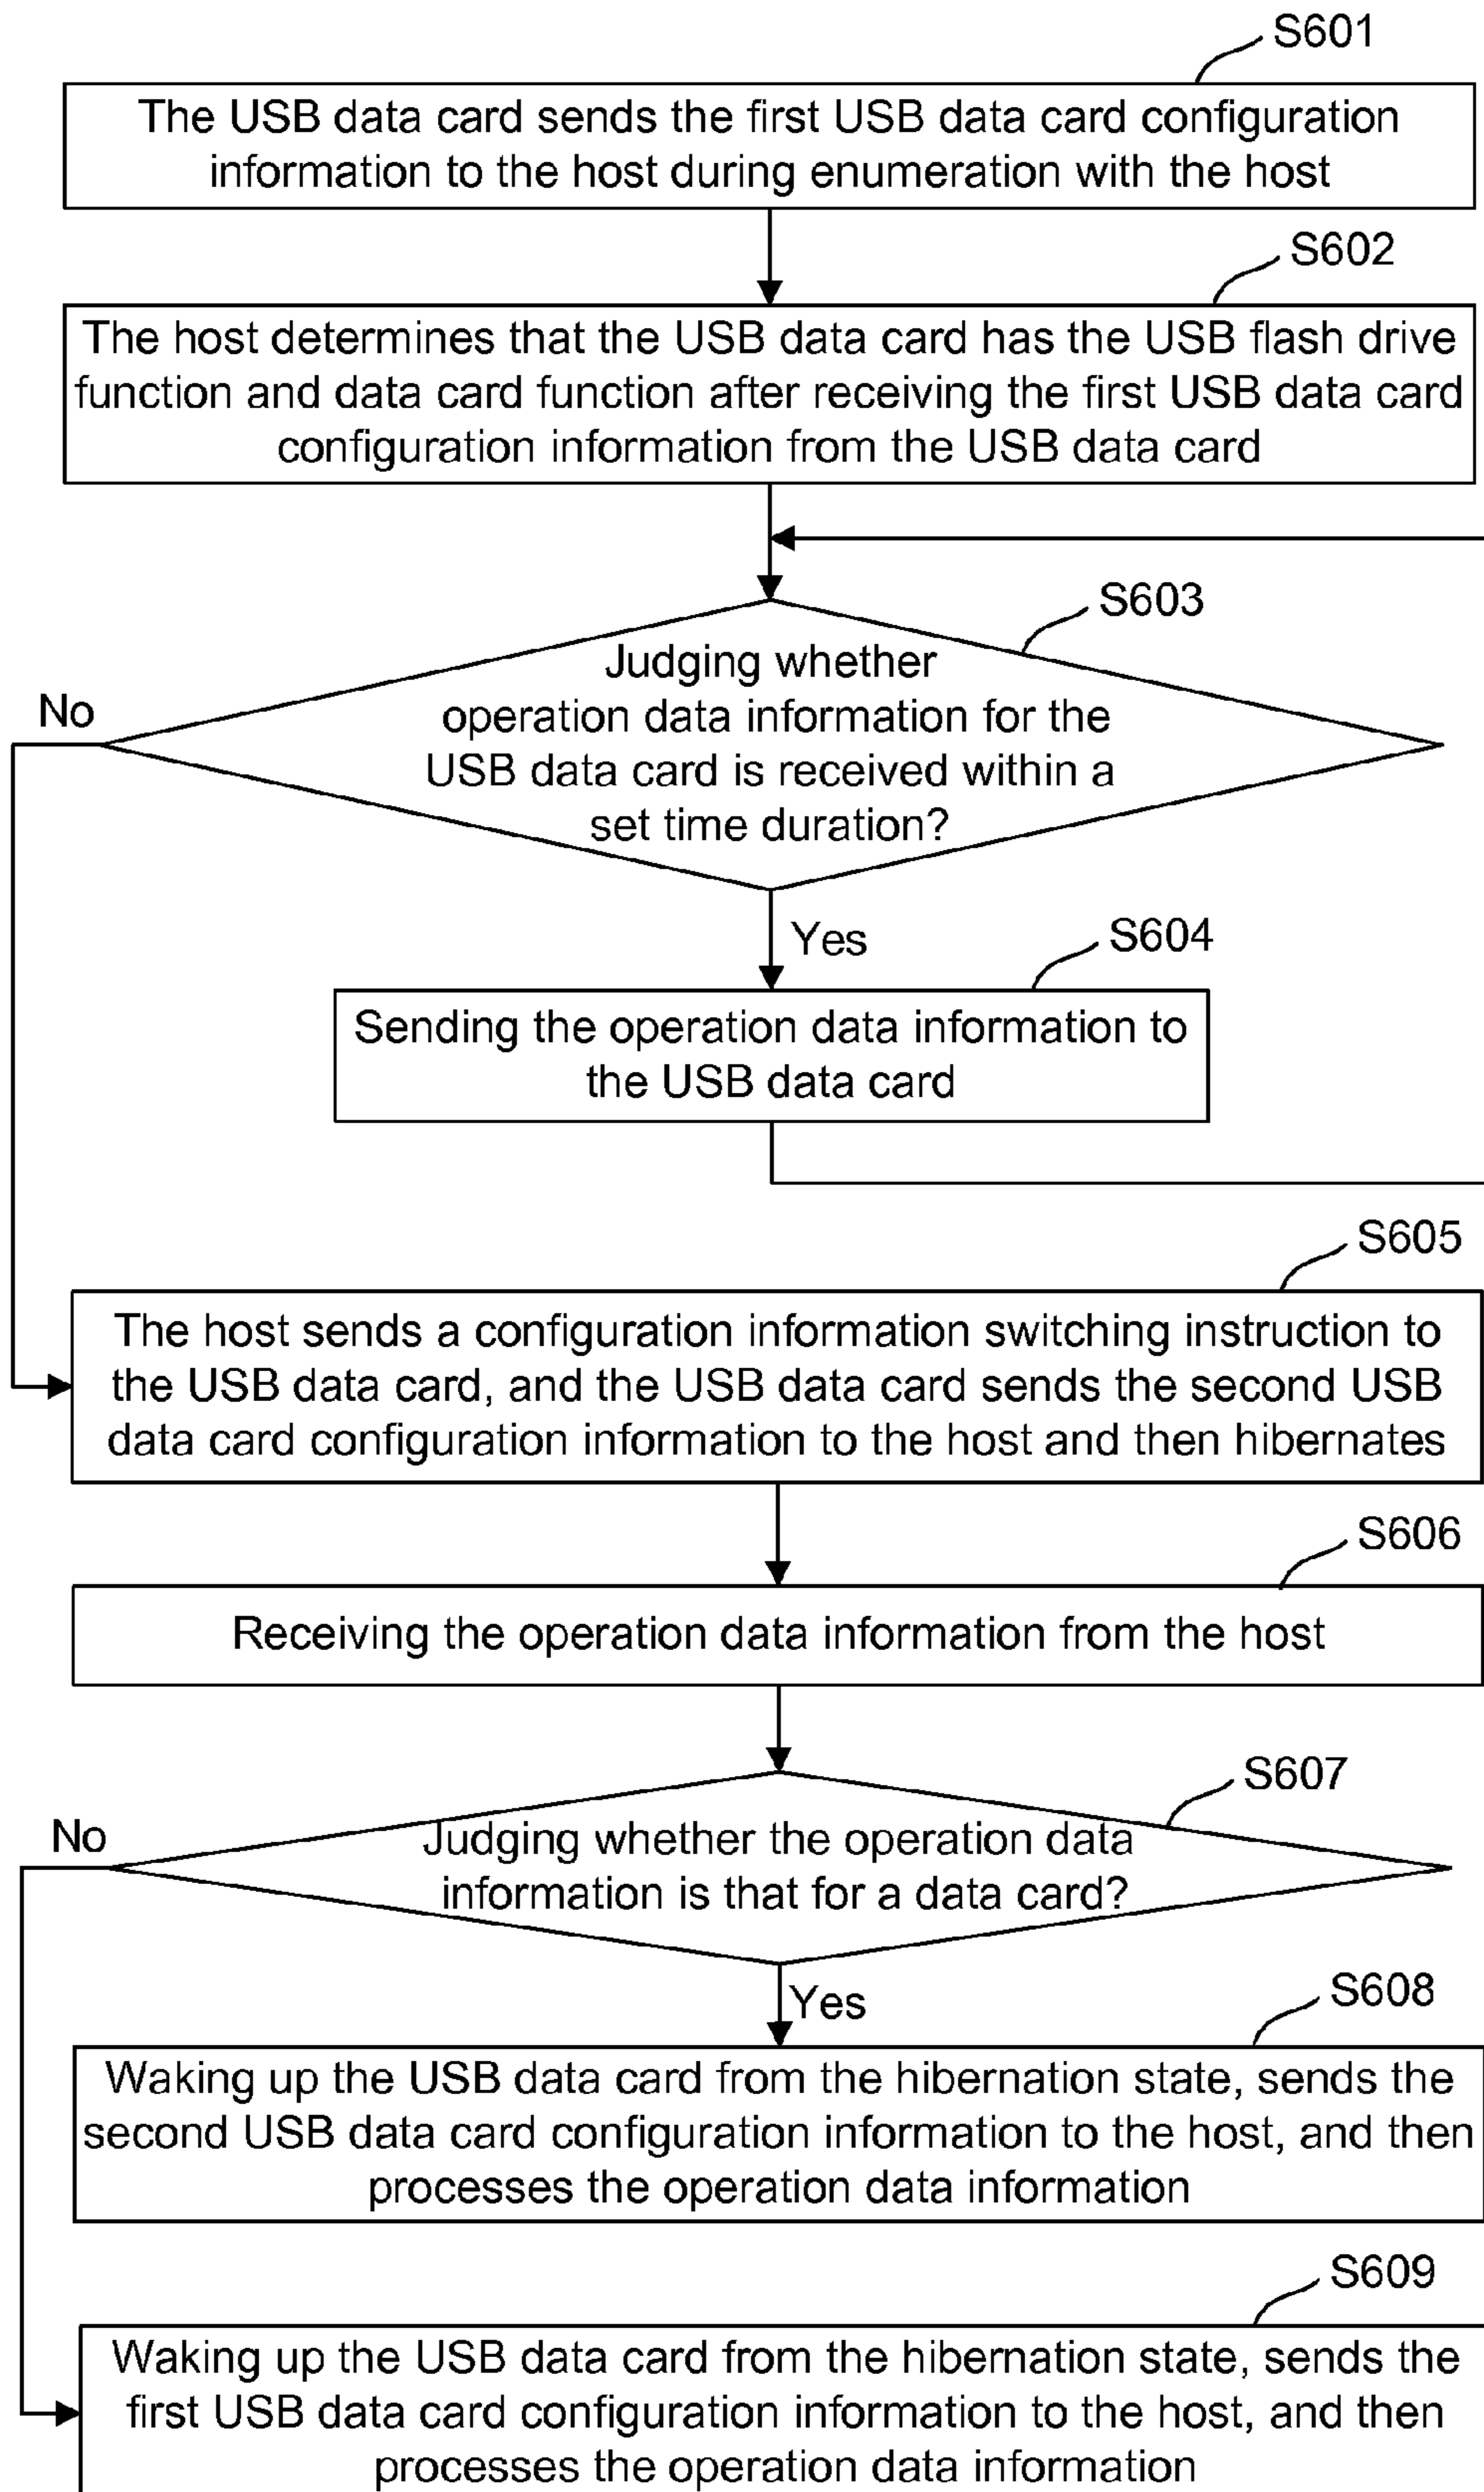 S601
The USB data card sends the first USB data card configuration
information to the host during enumeration with the host
S602
The host determines that the USB data card has the USB flash drive
function and data card function after receiving the first USB data card
configuration information from the USB data card
S603
Judging whether
operation data information for the
USB data card is received within a
set time duration?
No
Yes
S604
Sending the operation data information to
the USB data card
S605
The host sends a configuration information switching instruction to
the USB data card, and the USB data card sends the second USB
data card configuration information to the host and then hibernates
S606
Receiving the operation data information from the host
S607
Judging whether the operation data
information is that for a data card?
No
Yes
S608
Waking up the USB data card from the hibernation state, sends the
second USB data card configuration information to the host, and then
processes the operation data information
S609
Waking up the USB data card from the hibernation state, sends the
first USB data card configuration information to the host, and then
processes the operation data information